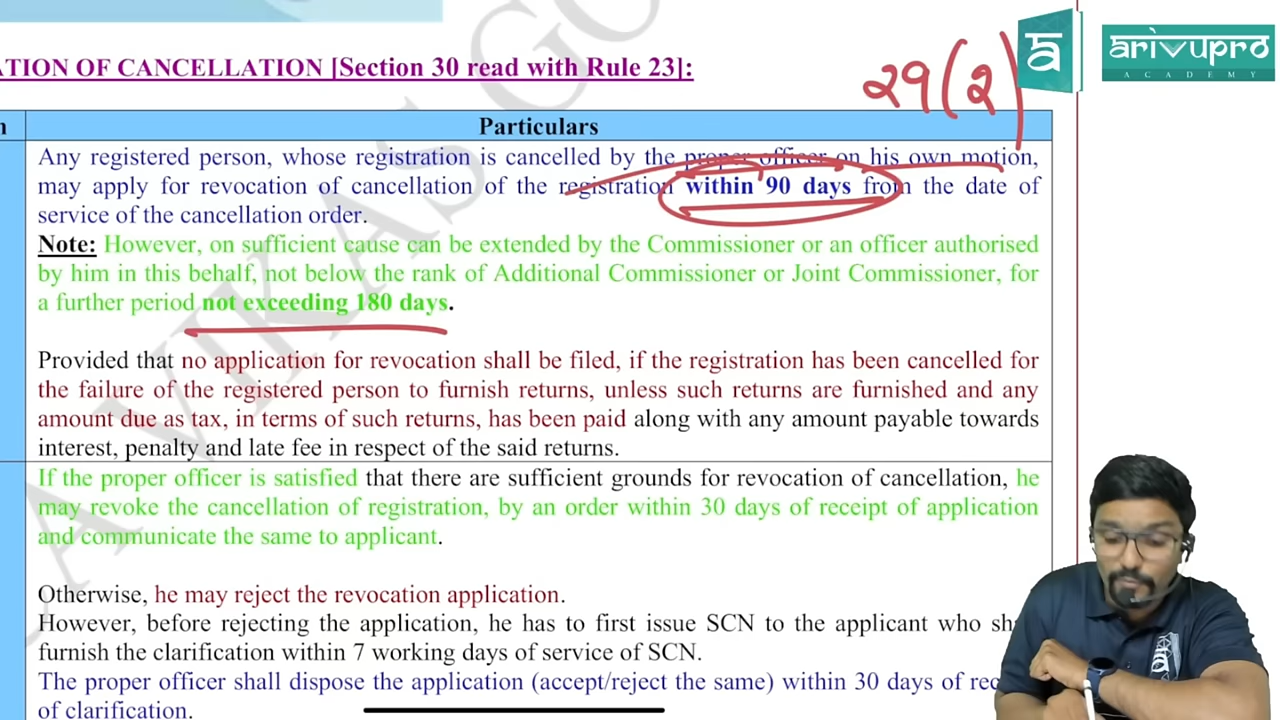 ATION OF CANCELLATION [Section 30 read with Rule 23]:
29(2)
arivupro
ACADEMY
Particulars
Any registered person, whose registration is cancelled by the proper officer on his own motion,
may apply for revocation of cancellation of the registration within 90 days from the date of
service of the cancellation order.
Note: However, on sufficient cause can be extended by the Commissioner or an officer authorised
by him in this behalf, not below the rank of Additional Commissioner or Joint Commissioner, for
a further period not exceeding 180 days.
Provided that no application for revocation shall be filed, if the registration has been cancelled for
the failure of the registered person to furnish returns, unless such returns are furnished and any
amount due as tax, in terms of such returns, has been paid along with any amount payable towards
interest, penalty and late fee in respect of the said returns.
If the proper officer is satisfied that there are sufficient grounds for revocation of cancellation, he
may revoke the cancellation of registration, by an order within 30 days of receipt of application
and communicate the same to applicant.
Otherwise, he may reject the revocation application.
However, before rejecting the application, he has to first issue SCN to the applicant who
furnish the clarification within 7 working days of service of SCN.
The proper officer shall dispose the application (accept/reject the same) within 30 days of
of clarification.